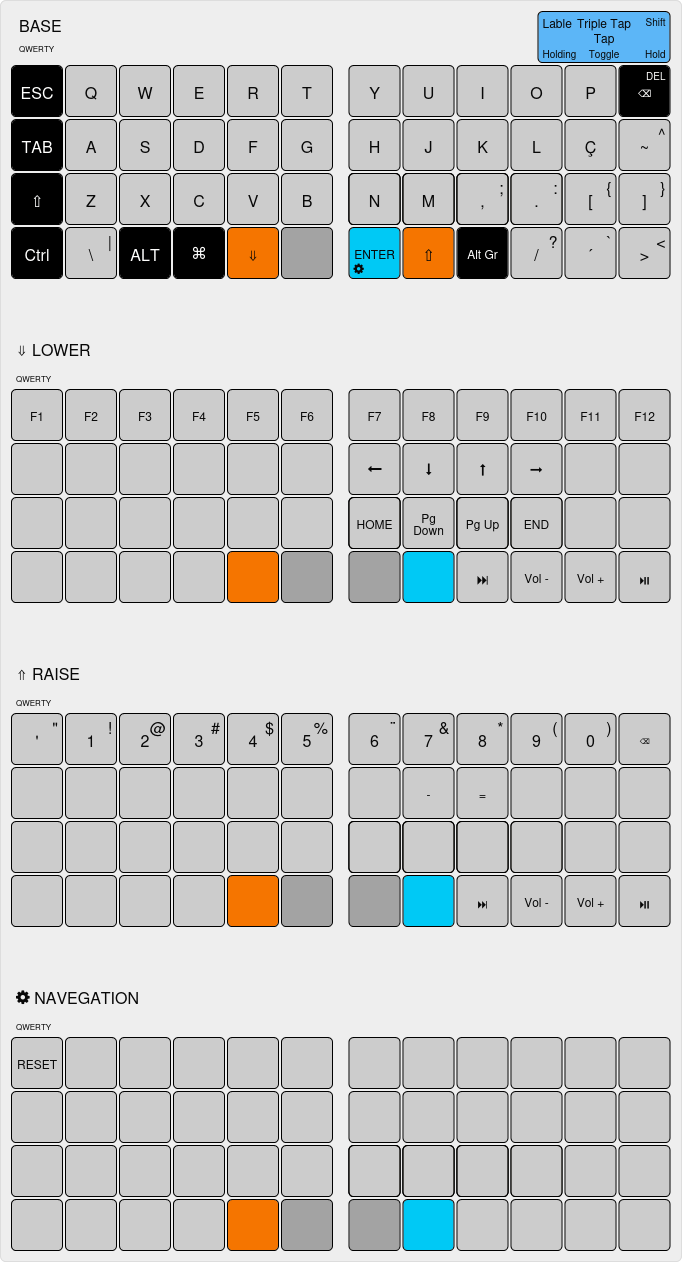 BASE
QWERTY
Lable Triple Tap Shift
Tap
Holding Toggle Hold
ESC Q W E R T Y U I O P DEL ⌫
TAB A S D F G H J K L Ç ~ ^
⇧ Z X C V B N M , ; . : [ { ] }
Ctrl \ | ALT ⌘ ⇓ ENTER ⚙ ⇧ Alt Gr / ? ´ ` > <
⇓ LOWER
QWERTY
F1 F2 F3 F4 F5 F6 F7 F8 F9 F10 F11 F12
← ↓ ↑ →
HOME Pg Down Pg Up END
⏭ Vol - Vol + ⏯
⇑ RAISE
QWERTY
' " 1 ! 2 @ 3 # 4 $ 5 % 6 ¨ 7 & 8 * 9 ( 0 ) ⌫
- =
⏭ Vol - Vol + ⏯
⚙ NAVEGATION
QWERTY
RESET